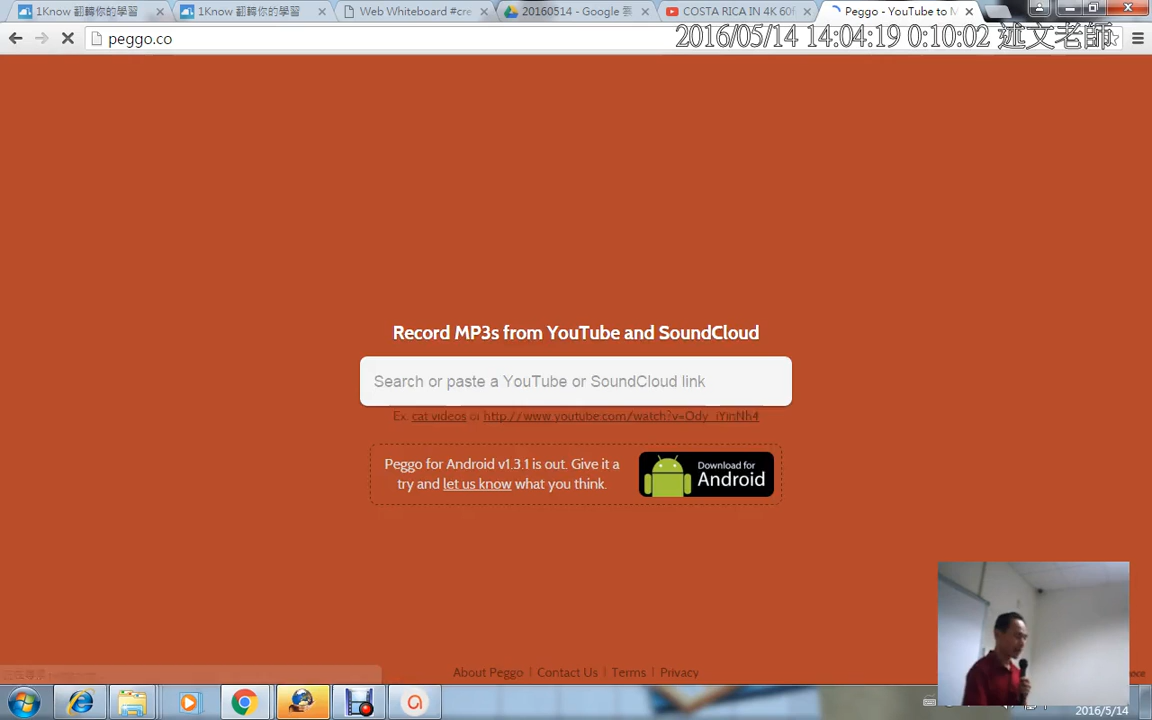 1Know 翻轉你的學習
1Know 翻轉你的學習
Web Whiteboard #cre
20160514 - Google 雲
COSTA RICA IN 4K 60f
Peggo - YouTube to M
peggo.co
2016/05/14 14:04:19 0:10:02 述文老師
Record MP3s from YouTube and SoundCloud
Search or paste a YouTube or SoundCloud link
Ex. cat videos or http://www.youtube.com/watch?v=Ody_iYinNh4
Peggo for Android v1.3.1 is out. Give it a
try and let us know what you think.
Download for
Android
About Peggo | Contact Us | Terms | Privacy
2016/5/14